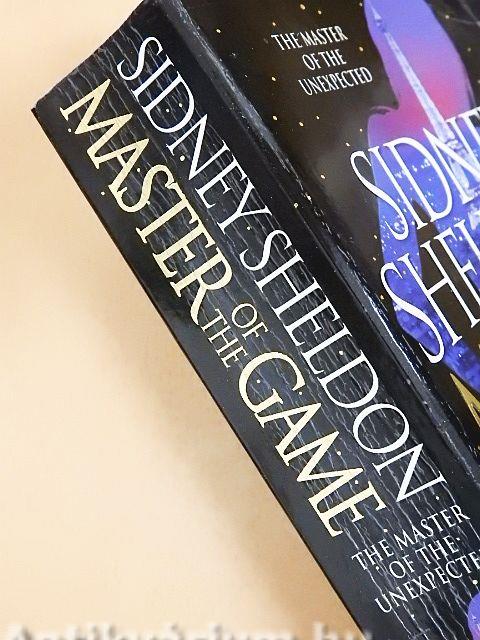 SIDNEY SHELDON
MASTER
OF
THE
GAME
THE MASTER
OF THE
UNEXPECTED
THE MASTER
OF THE
UNEXPECTED